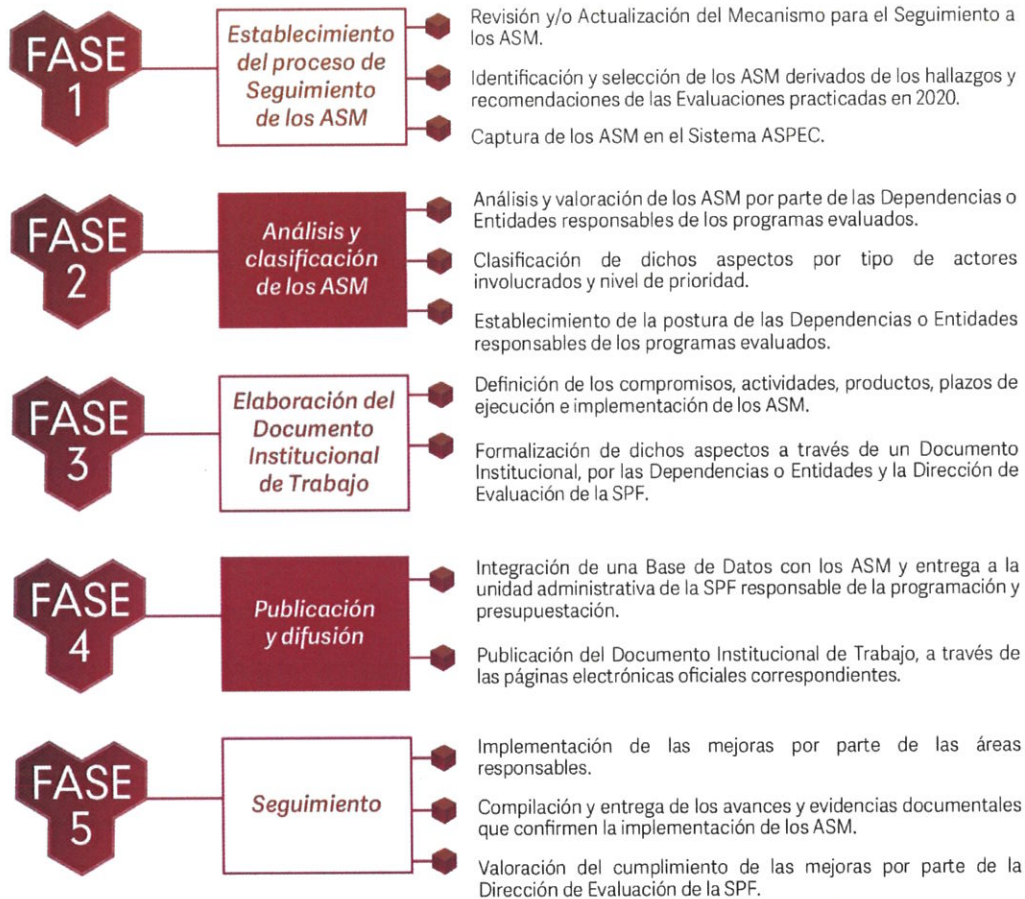 FASE
1
Establecimiento
del proceso de
Seguimiento
de los ASM
Revisión y/o Actualización del Mecanismo para el Seguimiento a
los ASM.
Identificación y selección de los ASM derivados de los hallazgos y
recomendaciones de las Evaluaciones practicadas en 2020.
Captura de los ASM en el Sistema ASPEC.
FASE
2
Análisis y
clasificación
de los ASM
Análisis y valoración de los ASM por parte de las Dependencias o
Entidades responsables de los programas evaluados.
Clasificación de dichos aspectos por tipo de actores
involucrados y nivel de prioridad.
Establecimiento de la postura de las Dependencias o Entidades
responsables de los programas evaluados.
FASE
3
Elaboración del
Documento
Institucional
de Trabajo
Definición de los compromisos, actividades, productos, plazos de
ejecución e implementación de los ASM.
Formalización de dichos aspectos a través de un Documento
Institucional, por las Dependencias o Entidades y la Dirección de
Evaluación de la SPF.
FASE
4
Publicación
y difusión
Integración de una Base de Datos con los ASM y entrega a la
unidad administrativa de la SPF responsable de la programación y
presupuestación.
Publicación del Documento Institucional de Trabajo, a través de
las páginas electrónicas oficiales correspondientes.
FASE
5
Seguimiento
Implementación de las mejoras por parte de las áreas
responsables.
Compilación y entrega de los avances y evidencias documentales
que confirmen la implementación de los ASM.
Valoración del cumplimiento de las mejoras por parte de la
Dirección de Evaluación de la SPF.